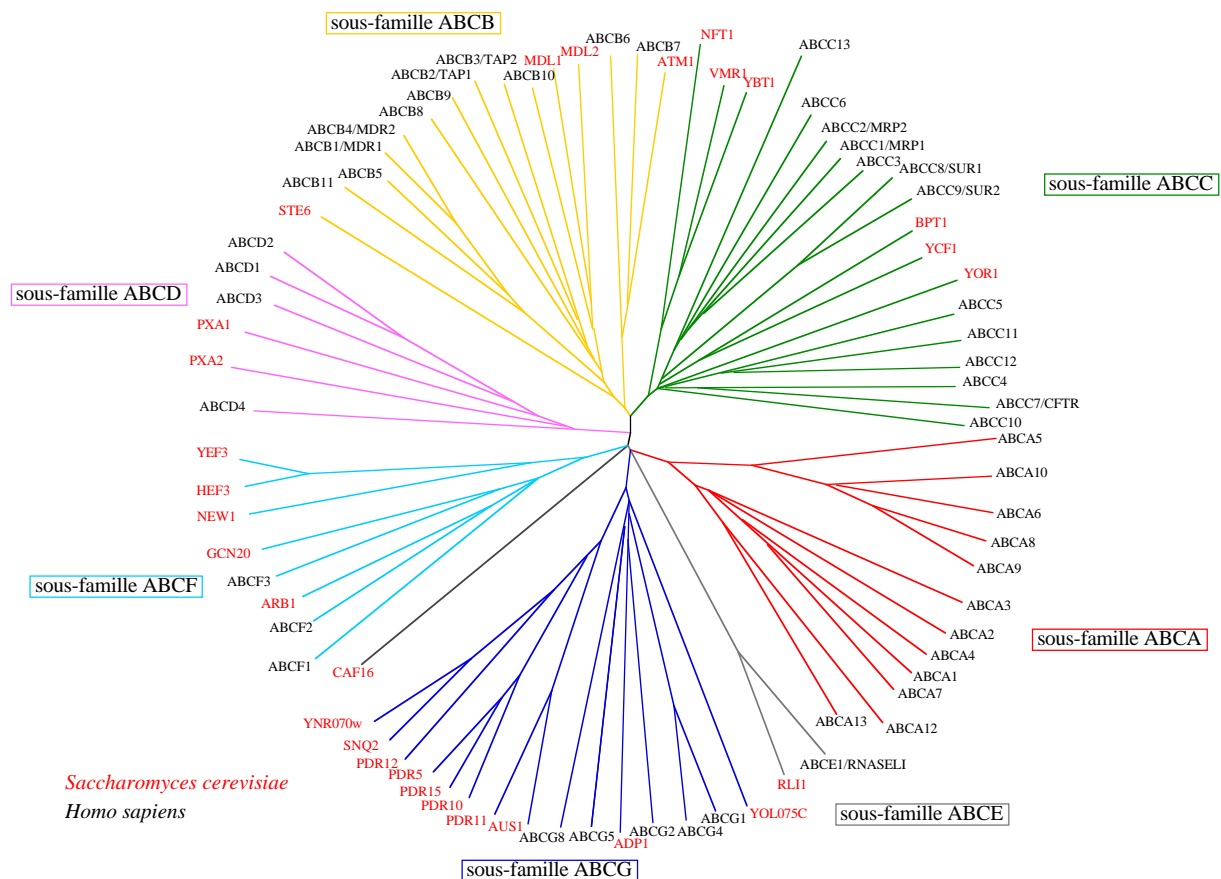 sous-famille ABCB
ABCB6
ABCB7
NFT1
ABCC13
MDL2
MDL1
ATM1
ABCB3/TAP2
ABCB10
ABCB2/TAP1
VMR1
YBT1
ABCB9
ABCB8
ABCC6
ABCB4/MDR2
ABCB1/MDR1
ABCC2/MRP2
ABCC1/MRP1
ABCC3
ABCC8/SUR1
ABCC9/SUR2
sous-famille ABCC
ABCB5
ABCB11
STE6
BPT1
YCF1
YOR1
ABCD2
ABCD1
ABCD3
sous-famille ABCD
PXA1
PXA2
ABCD4
ABCC5
ABCC11
ABCC12
ABCC4
ABCC7/CFTR
ABCC10
ABCA5
YEF3
HEF3
NEW1
GCN20
ABCF3
sous-famille ABCF
ARB1
ABCF2
ABCF1
CAF16
ABCA10
ABCA6
ABCA8
ABCA9
ABCA3
ABCA2
sous-famille ABCA
ABCA4
ABCA1
ABCA7
ABCA12
ABCA13
YNR070w
SNQ2
PDR12
PDR5
PDR15
PDR10
PDR11
AUS1
ABCG8
ABCG5
ADP1
ABCG2
ABCG4
ABCG1
YOL075C
RLI1
ABCE1/RNASELI
sous-famille ABCE
Saccharomyces cerevisiae
Homo sapiens
sous-famille ABCG